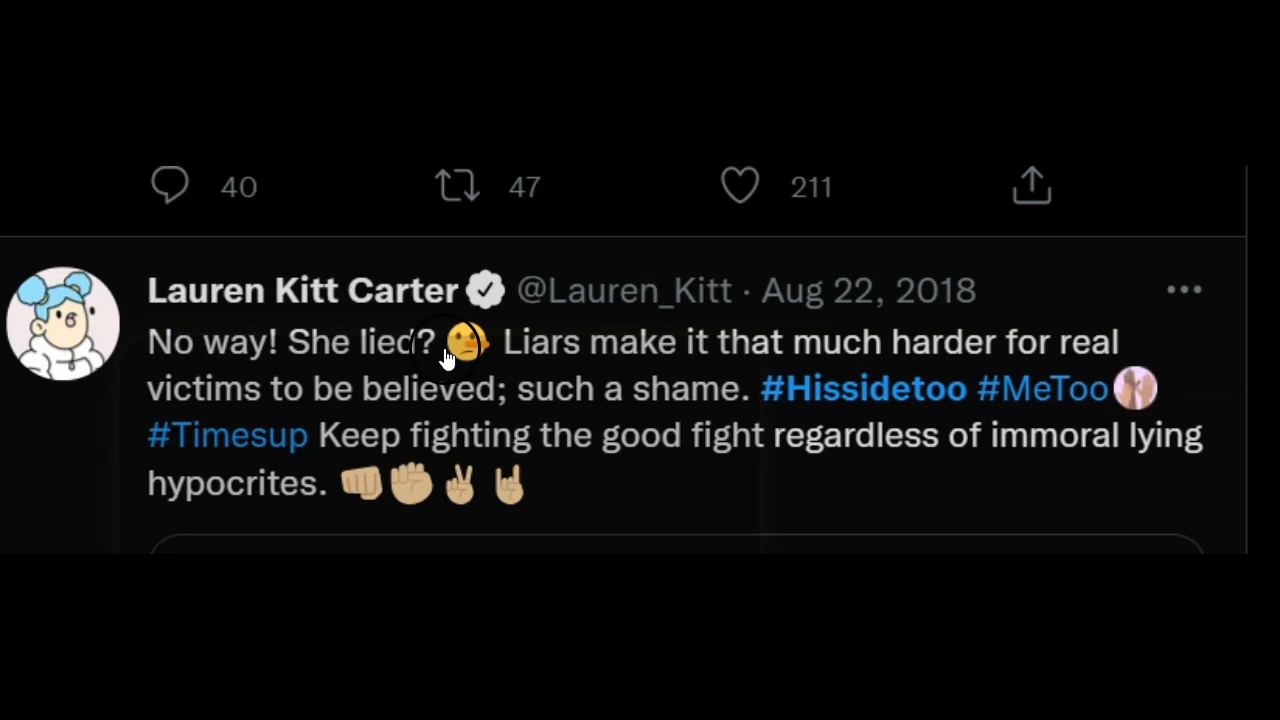 40 47 211
Lauren Kitt Carter @Lauren_Kitt · Aug 22, 2018
No way! She lied? 🤥 Liars make it that much harder for real
victims to be believed; such a shame. #Hissidetoo #MeToo
#Timesup Keep fighting the good fight regardless of immoral lying
hypocrites. 👊🏼✊🏼✌🏼🤘🏼